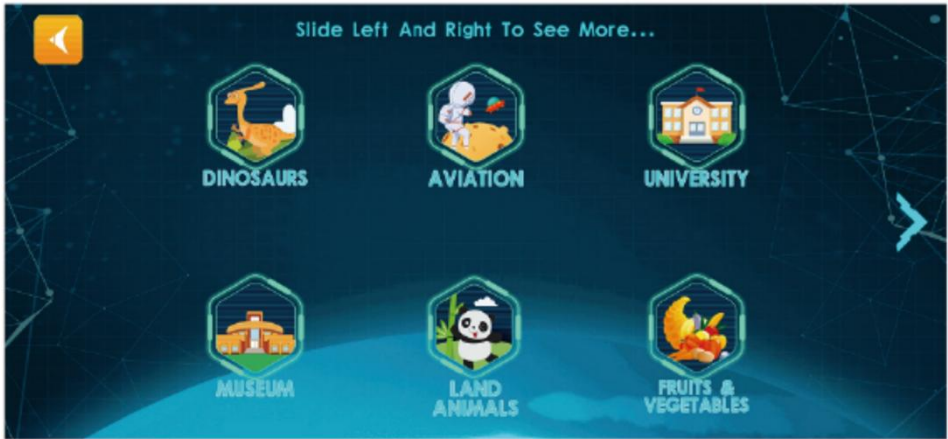 Slide Left And Right To See More...
DINOSAURS
AVIATION
UNIVERSITY
MUSEUM
LAND
ANIMALS
FRUITS &
VEGETABLES